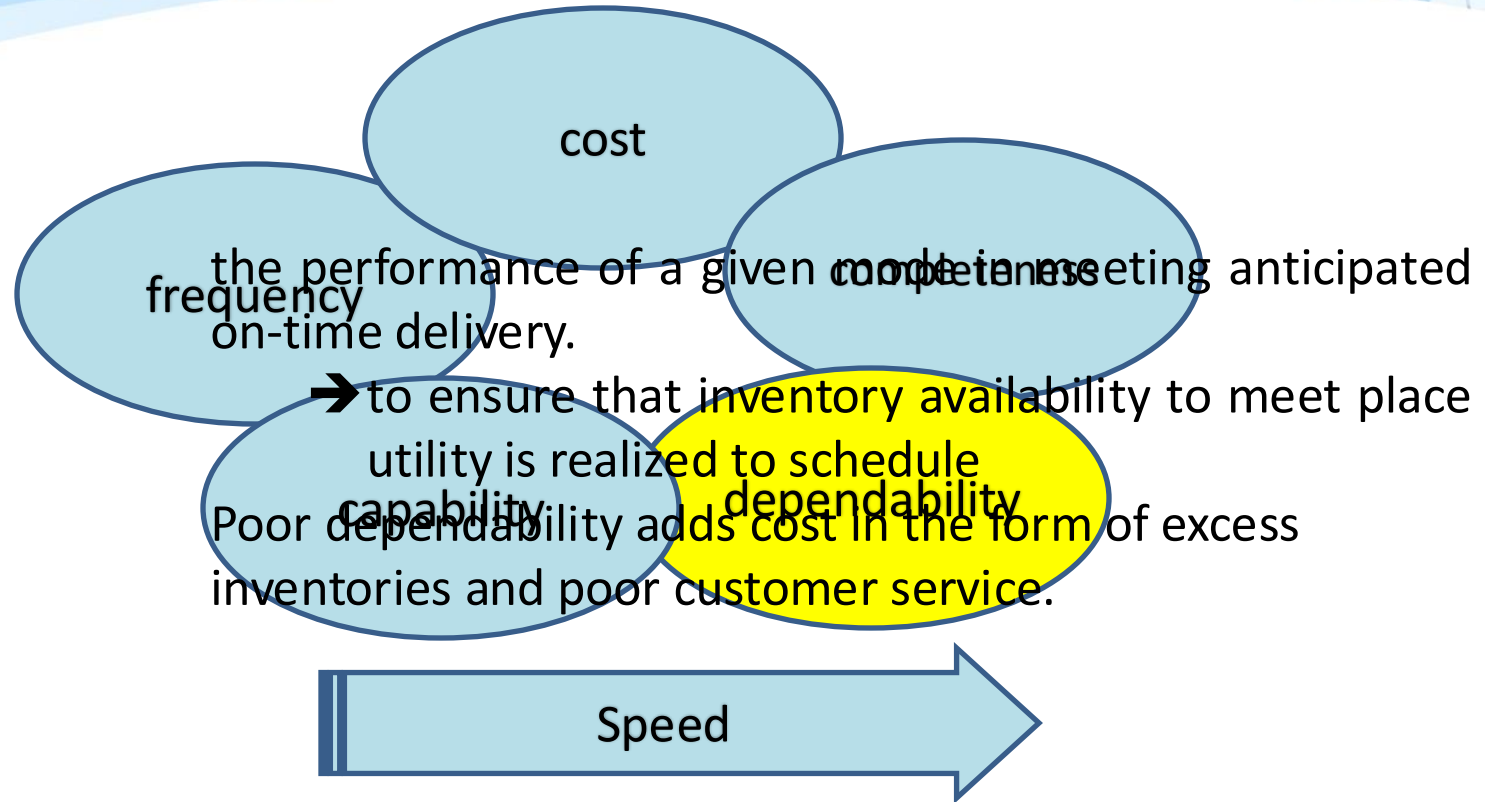 cost
completeness
frequency
the performance of a given mode in meeting anticipated
on-time delivery.
➔to ensure that inventory availability to meet place
utility is realized to schedule
capability
dependability
Poor dependability adds cost in the form of excess
inventories and poor customer service.
Speed